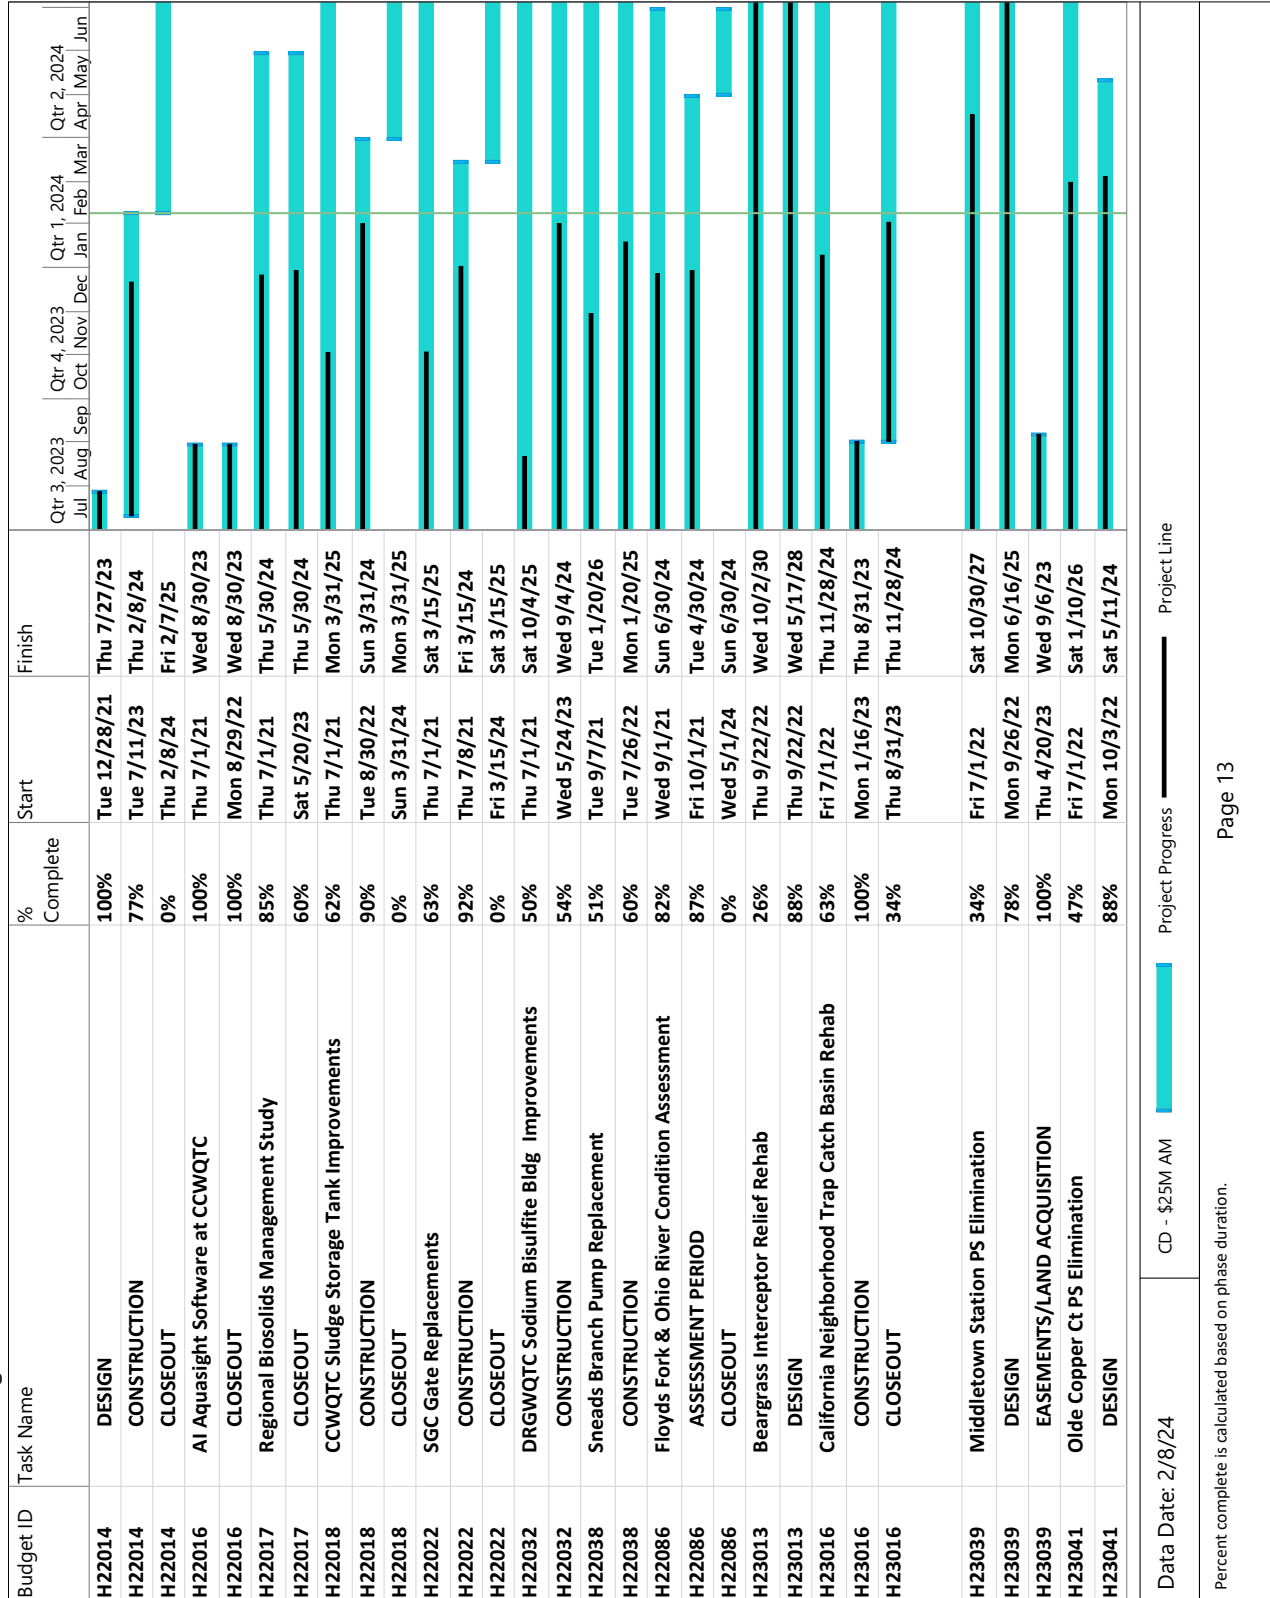 Budget ID Task Name % Complete Start Finish
Qtr 3, 2023 Qtr 4, 2023 Qtr 1, 2024 Qtr 2, 2024
Jul Aug Sep Oct Nov Dec Jan Feb Mar Apr May Jun
H22014 DESIGN 100% Tue 12/28/21 Thu 7/27/23
H22014 CONSTRUCTION 77% Tue 7/11/23 Thu 2/8/24
H22014 CLOSEOUT 0% Thu 2/8/24 Fri 2/7/25
H22016 AI Aquasight Software at CCWQTC 100% Thu 7/1/21 Wed 8/30/23
H22016 CLOSEOUT 100% Mon 8/29/22 Wed 8/30/23
H22017 Regional Biosolids Management Study 85% Thu 7/1/21 Thu 5/30/24
H22017 CLOSEOUT 60% Sat 5/20/23 Thu 5/30/24
H22018 CCWQTC Sludge Storage Tank Improvements 62% Thu 7/1/21 Mon 3/31/25
H22018 CONSTRUCTION 90% Tue 8/30/22 Sun 3/31/24
H22018 CLOSEOUT 0% Sun 3/31/24 Mon 3/31/25
H22022 SGC Gate Replacements 63% Thu 7/1/21 Sat 3/15/25
H22022 CONSTRUCTION 92% Thu 7/8/21 Fri 3/15/24
H22022 CLOSEOUT 0% Fri 3/15/24 Sat 3/15/25
H22032 DRGWQTC Sodium Bisulfite Bldg Improvements 50% Thu 7/1/21 Sat 10/4/25
H22032 CONSTRUCTION 54% Wed 5/24/23 Wed 9/4/24
H22038 Sneads Branch Pump Replacement 51% Tue 9/7/21 Tue 1/20/26
H22038 CONSTRUCTION 60% Tue 7/26/22 Mon 1/20/25
H22086 Floyds Fork & Ohio River Condition Assessment 82% Wed 9/1/21 Sun 6/30/24
H22086 ASSESSMENT PERIOD 87% Fri 10/1/21 Tue 4/30/24
H22086 CLOSEOUT 0% Wed 5/1/24 Sun 6/30/24
H23013 Beargrass Interceptor Relief Rehab 26% Thu 9/22/22 Wed 10/2/30
H23013 DESIGN 88% Thu 9/22/22 Wed 5/17/28
H23016 California Neighborhood Trap Catch Basin Rehab 63% Fri 7/1/22 Thu 11/28/24
H23016 CONSTRUCTION 100% Mon 1/16/23 Thu 8/31/23
H23016 CLOSEOUT 34% Thu 8/31/23 Thu 11/28/24
H23039 Middletown Station PS Elimination 34% Fri 7/1/22 Sat 10/30/27
H23039 DESIGN 78% Mon 9/26/22 Mon 6/16/25
H23039 EASEMENTS/LAND ACQUISITION 100% Thu 4/20/23 Wed 9/6/23
H23041 Olde Copper Ct PS Elimination 47% Fri 7/1/22 Sat 1/10/26
H23041 DESIGN 88% Mon 10/3/22 Sat 5/11/24
Data Date: 2/8/24 CD - $25M AM Project Progress Project Line
Percent complete is calculated based on phase duration.
Page 13